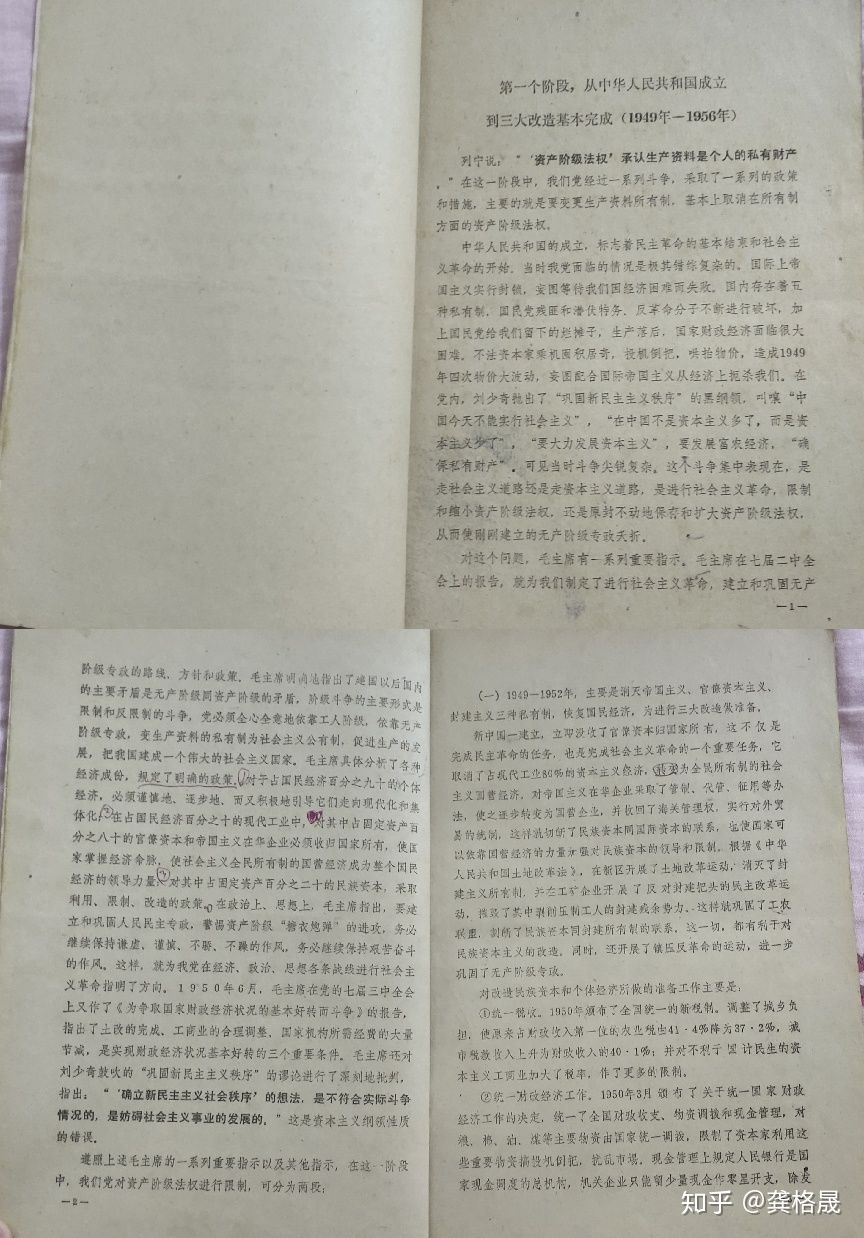 第一个阶段，从中华人民共和国成立
到三大改造基本完成（1949年—1956年）
列宁说：“‘资产阶级法权’承认生产资料是个人的私有财产
。”在这一阶段中，我们党经过一系列斗争，采取了一系列的政策
和措施，主要的就是要变更生产资料所有制，基本上取消在所有制
方面的资产阶级法权。
中华人民共和国的成立，标志着民主革命的基本结束和社会主
义革命的开始。当时我党面临的情况是极其错综复杂的。国际上帝
国主义实行封锁，妄图等待我们国经济困难而失败。国内存在着五
种私有制，国民党残匪和潜伏特务、反革命分子不断进行破坏，加
上国民党给我们留下的烂摊子，生产落后，国家财政经济面临很大
困难。不法资本家乘机囤积居奇，投机倒把，哄抬物价，造成1949
年四次物价大波动，妄图配合国际帝国主义从经济上扼杀我们。在
党内，刘少奇抛出了“巩固新民主主义秩序”的黑纲领，叫嚷“中
国今天不能实行社会主义”，“在中国不是资本主义多了，而是资
本主义少了”，“要大力发展资本主义”，要发展富农经济，“确
保私有财产”。可见当时斗争尖锐复杂。这个斗争集中表现在，是
走社会主义道路还是走资本主义道路，是进行社会主义革命，限制
和缩小资产阶级法权，还是原封不动地保存和扩大资产阶级法权，
从而使刚刚建立的无产阶级专政夭折。
对这个问题，毛主席有一系列重要指示。毛主席在七届二中全
会上的报告，就为我们制定了进行社会主义革命，建立和巩固无产
—1—
阶级专政的路线、方针和政策。毛主席明确地指出了建国以后国内
的主要矛盾是无产阶级同资产阶级的矛盾，阶级斗争的主要形式是
限制和反限制的斗争，党必须全心全意地依靠工人阶级，依靠无产
阶级专政，变生产资料的私有制为社会主义公有制，促进生产的发
展，把我国建成一个伟大的社会主义国家。毛主席具体分析了各种
经济成份，规定了明确的政策。①对于占国民经济百分之九十的个体
经济，必须谨慎地、逐步地、而又积极地引导它们走向现代化和集
体化。②在占国民经济百分之十的现代工业中，对其中占固定资产百
分之八十的官僚资本和帝国主义在华企业必须收归国家所有，使国
家掌握经济命脉，使社会主义全民所有制的国营经济成为整个国民
经济的领导力量。③对其中占固定资产百分之二十的民族资本，采取
利用、限制、改造的政策。在政治上、思想上，毛主席指出，要建
立和巩固人民民主专政，警惕资产阶级“糖衣炮弹”的进攻，务必
继续保持谦虚、谨慎、不骄、不躁的作风，务必继续保持艰苦奋斗
的作风。这样，就为我党在经济、政治、思想各条战线进行社会主
义革命指明了方向。1950年6月，毛主席在党的七届三中全会
上又作了《为争取国家财政经济状况的基本好转而斗争》的报告，
指出了土改的完成、工商业的合理调整、国家机构所需经费的大量
节减，是实现财政经济状况基本好转的三个重要条件。毛主席还对
刘少奇鼓吹的“巩固新民主主义秩序”的谬论进行了深刻地批判，
指出：“‘确立新民主主义社会秩序’的想法，是不符合实际斗争
情况的，是妨碍社会主义事业的发展的。”这是资本主义纲领性质
的错误。
遵照上述毛主席的一系列重要指示以及其他指示，在这一阶段
中，我们党对资产阶级法权进行限制，可分为两段：
—2—
（一）1949—1952年，主要是消灭帝国主义、官僚资本主义、
封建主义三种私有制，恢复国民经济，为进行三大改造做准备。
新中国一建立，立即没收了官僚资本归国家所有，这不仅是
完成民主革命的任务，也是完成社会主义革命的一个重要任务，它
取消了占现代工业80%的资本主义经济，转变为全民所有制的社会
主义国营经济，对帝国主义在华企业采取了管制、代管、征用等办
法，使之逐步转变为国营企业，并收回了海关管理权，实行对外贸
易的统制，这样就切断了民族资本同国际资本的联系，也使国家可
以依靠国营经济的力量加强对民族资本的领导和限制。根据《中华
人民共和国土地改革法》，在新区开展了土地改革运动，消灭了封
建主义所有制，并在工矿企业开展了反对封建把头的民主改革运
动，摧毁了其中剥削压制工人的封建残余势力。这样就巩固了工农
联盟，割断了民族资本同封建所有制的联系，这一切，都有利于对
民族资本主义的改造。同时，还开展了镇压反革命的运动，进一步
巩固了无产阶级专政。
对改造民族资本和个体经济所做的准备工作主要是：
①统一税收。1950年颁布了全国统一的新税制。调整了城乡负
担，使原来占财政收入第一位的农业税由41·4%降为37·2%，城
市税款收入上升为财政收入的40·1%；并对不利于国计民生的资
本主义工商业加大了税率，作了更多的限制。
②统一财政经济工作。1950年3月颁布了关于统一国家财政
经济工作的决定，统一了全国财政收支、物资调拨和现金管理，对
粮、棉、油、煤等主要物资由国家统一调拨，限制了资本家利用这
些重要物资搞投机倒把，扰乱市场。现金管理上规定人民银行是国
家现金调度的总机构，机关企业只能留少量现金作零星开支，除发
知乎 @龚格晟